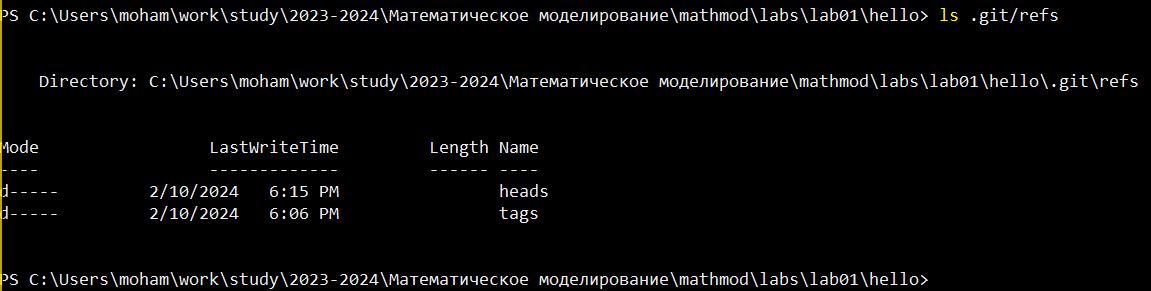 PS C:\Users\moham\work\study\2023-2024\Математическое моделирование\mathmod\labs\lab01\hello> ls .git/refs
Directory: C:\Users\moham\work\study\2023-2024\Математическое моделирование\mathmod\labs\lab01\hello\.git\refs
Mode LastWriteTime Length Name
---- ------------- ------ ----
d----- 2/10/2024 6:15 PM heads
d----- 2/10/2024 6:06 PM tags
PS C:\Users\moham\work\study\2023-2024\Математическое моделирование\mathmod\labs\lab01\hello>